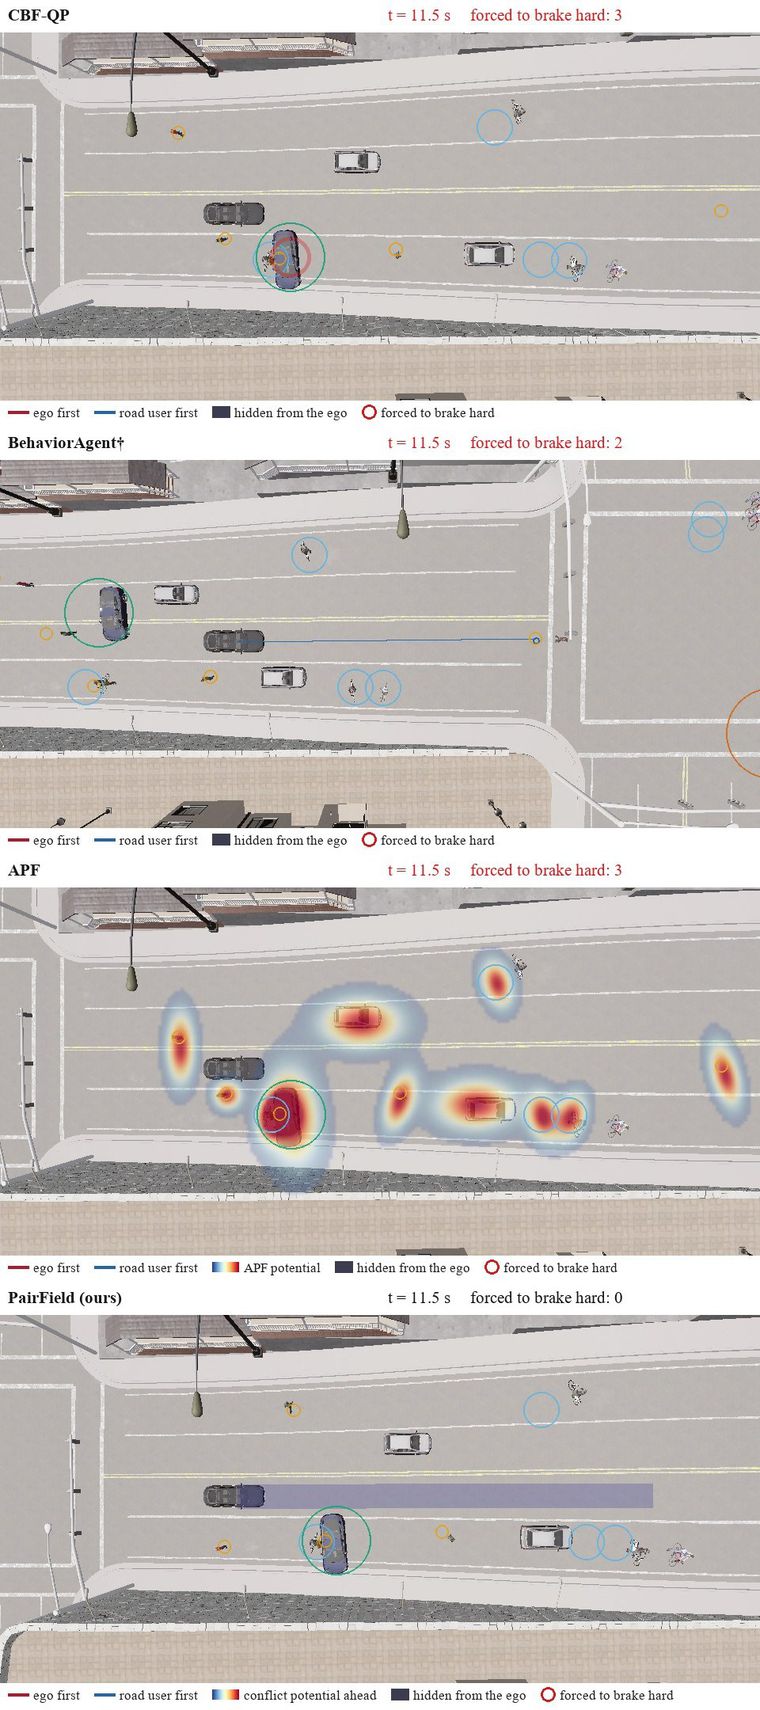 CBF-QP t = 11.5 s forced to brake hard: 3
ego first road user first hidden from the ego forced to brake hard
BehaviorAgent† t = 11.5 s forced to brake hard: 2
ego first road user first hidden from the ego forced to brake hard
APF t = 11.5 s forced to brake hard: 3
ego first road user first APF potential hidden from the ego forced to brake hard
PairField (ours) t = 11.5 s forced to brake hard: 0
ego first road user first conflict potential ahead hidden from the ego forced to brake hard